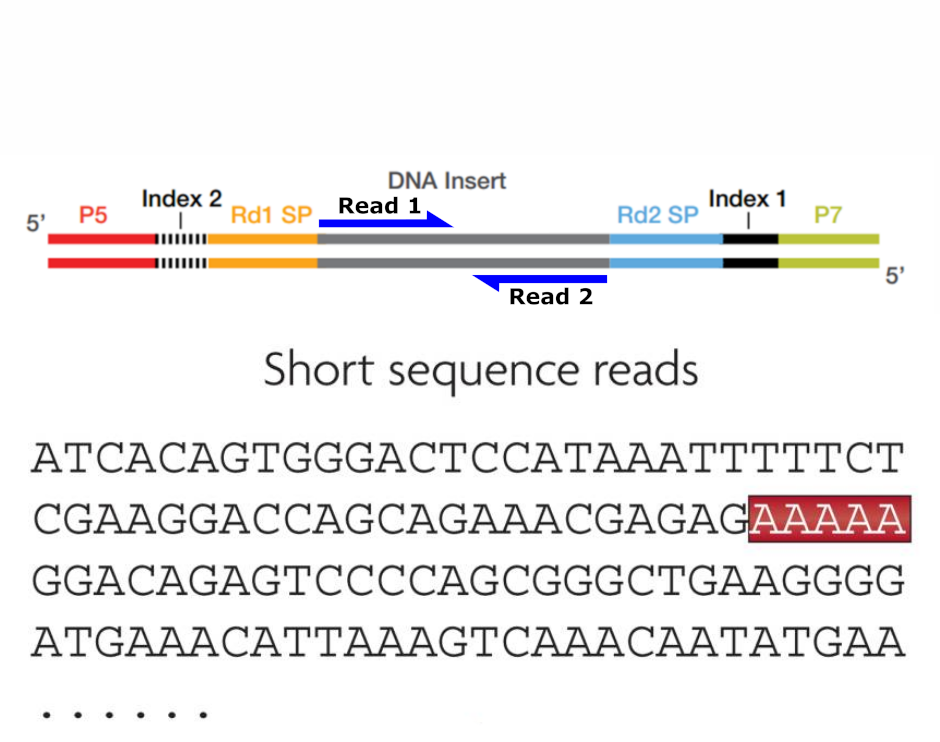 DNA Insert
Index 2 Read 1 Index 1
5’ P5 Rd1 SP Rd2 SP P7
5’
Read 2
Short sequence reads
ATCACAGTGGGACTCCATAAATTTTTCT
CGAAGGACCAGCAGAAACGAGAGAAAAA
GGACAGAGTCCCCAGCGGGCTGAAGGGG
ATGAAACATTAAAGTCAAACAATATGAA
. . . . . .